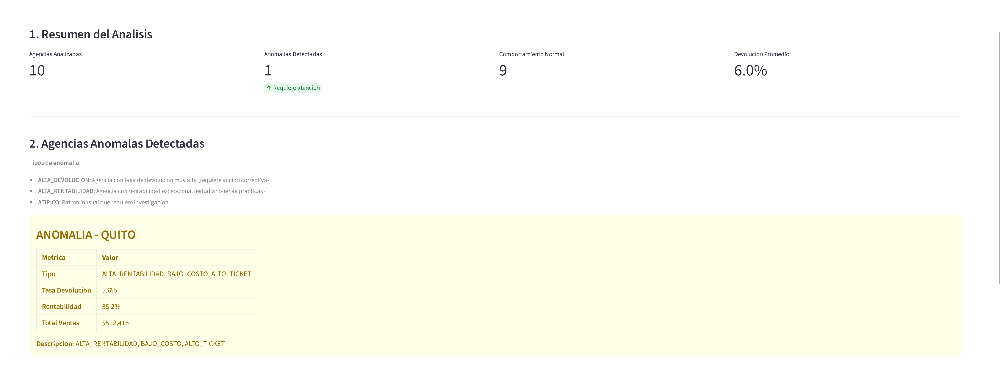 1. Resumen del Analisis
Agencias Analizadas
10
Anomalias Detectadas
1
↑ Requiere atencion
Comportamiento Normal
9
Devolucion Promedio
6.0%
2. Agencias Anomalas Detectadas
Tipos de anomalia:
• ALTA_DEVOLUCION: Agencia con tasa de devolucion muy alta (requiere accion correctiva)
• ALTA_RENTABILIDAD: Agencia con rentabilidad excepcional (estudiar buenas practicas)
• ATIPICO: Patron inusual que requiere investigacion
ANOMALIA - QUITO
Metrica Valor
Tipo ALTA_RENTABILIDAD, BAJO_COSTO, ALTO_TICKET
Tasa Devolucion 5.6%
Rentabilidad 35.2%
Total Ventas $512,415
Descripcion: ALTA_RENTABILIDAD, BAJO_COSTO, ALTO_TICKET